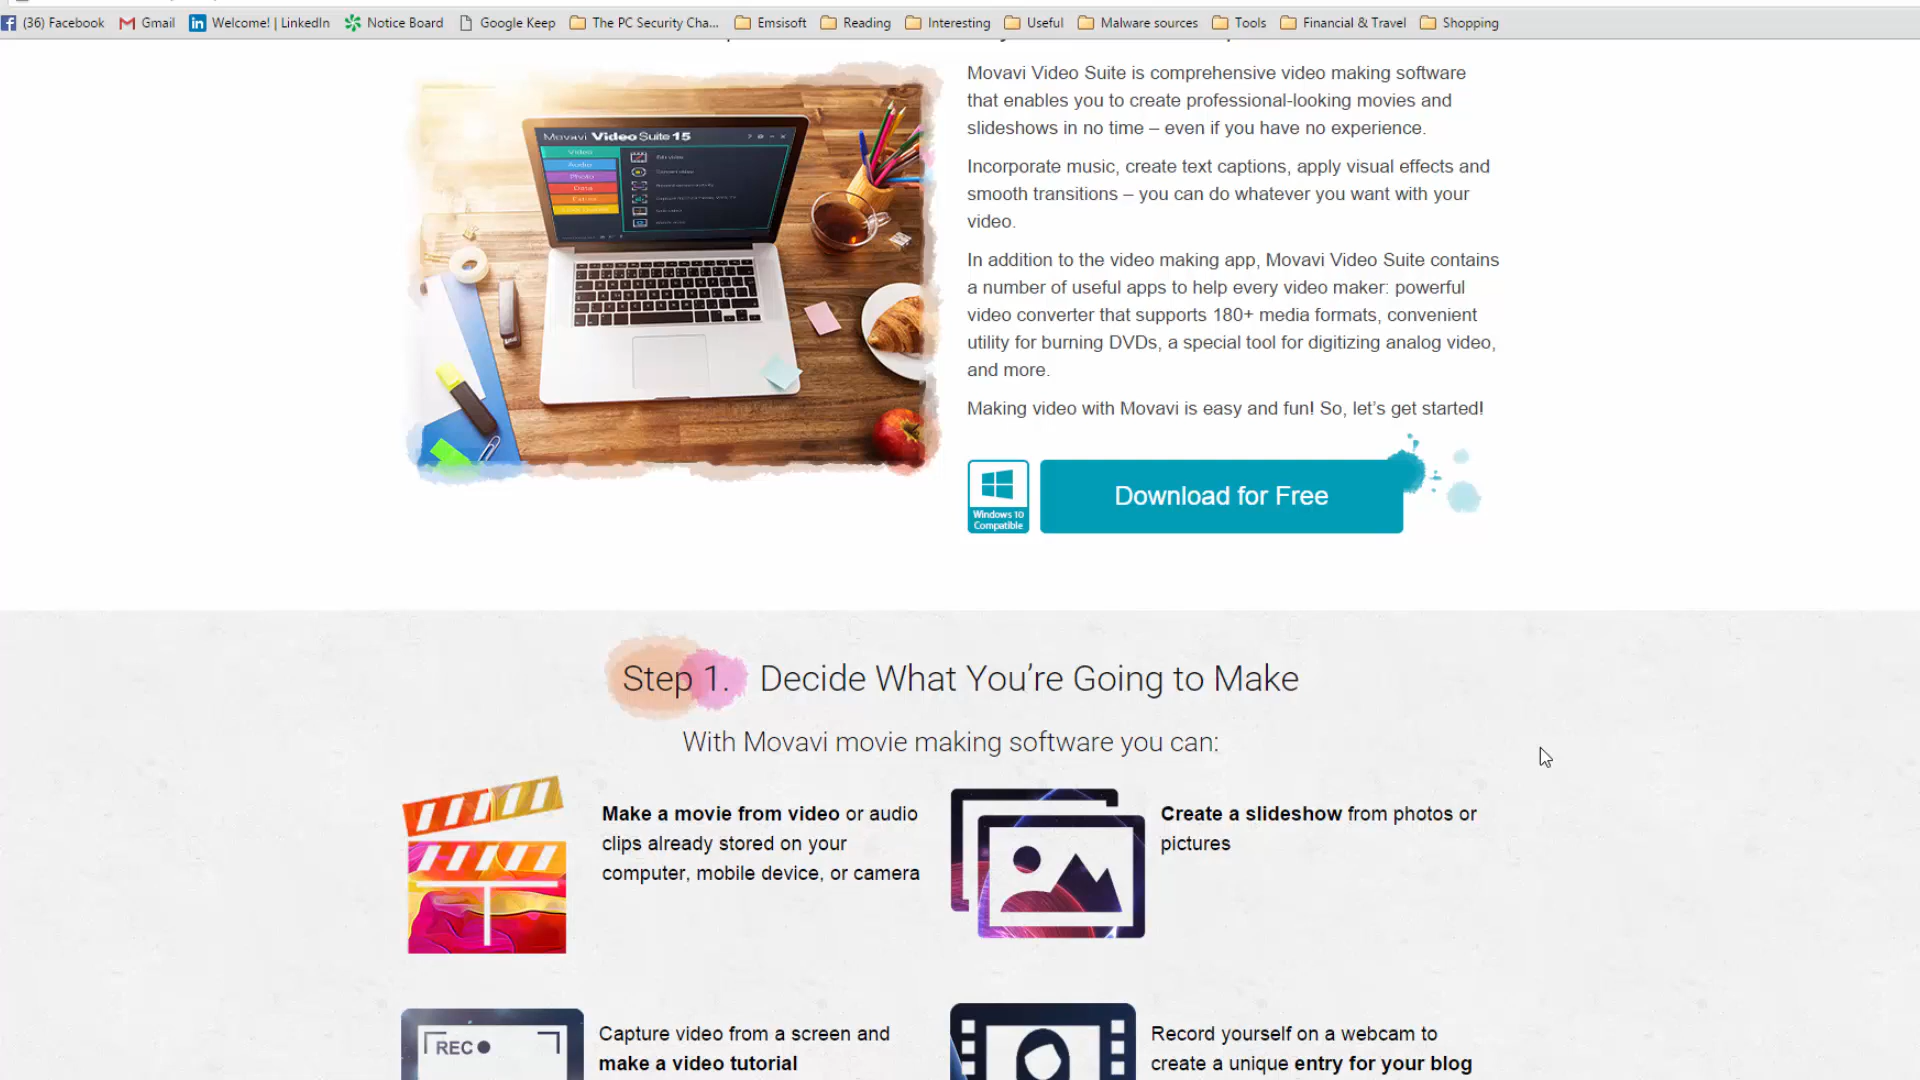 (36) Facebook Gmail Welcome! | LinkedIn Notice Board Google Keep The PC Security Cha... Emsisoft Reading Interesting Useful Malware sources Tools Financial & Travel Shopping
Movavi Video Suite 15
Video
Audio
Photo
Data
Extras
Edit video
Convert video
Movavi Video Suite is comprehensive video making software
that enables you to create professional-looking movies and
slideshows in no time – even if you have no experience.
Incorporate music, create text captions, apply visual effects and
smooth transitions – you can do whatever you want with your
video.
In addition to the video making app, Movavi Video Suite contains
a number of useful apps to help every video maker: powerful
video converter that supports 180+ media formats, convenient
utility for burning DVDs, a special tool for digitizing analog video,
and more.
Making video with Movavi is easy and fun! So, let’s get started!
Windows 10
Compatible
Download for Free
Step 1. Decide What You’re Going to Make
With Movavi movie making software you can:
Make a movie from video or audio
clips already stored on your
computer, mobile device, or camera
Create a slideshow from photos or
pictures
REC
Capture video from a screen and
make a video tutorial
Record yourself on a webcam to
create a unique entry for your blog